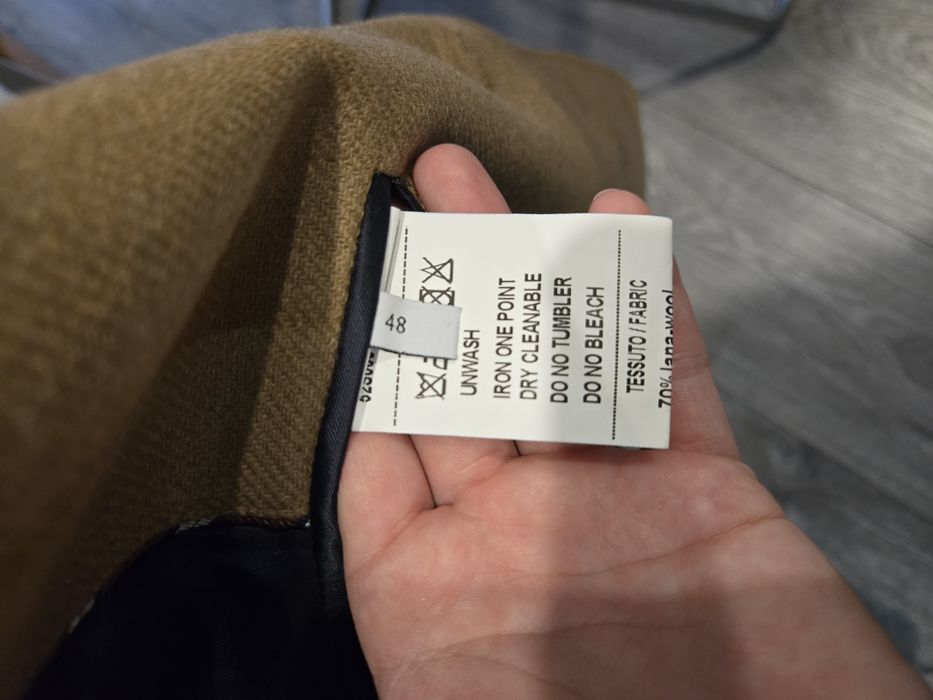 48
UNWASH
IRON ONE POINT
DRY CLEANABLE
DO NO TUMBLER
DO NO BLEACH
TESSUTO / FABRIC
70% lana-wool